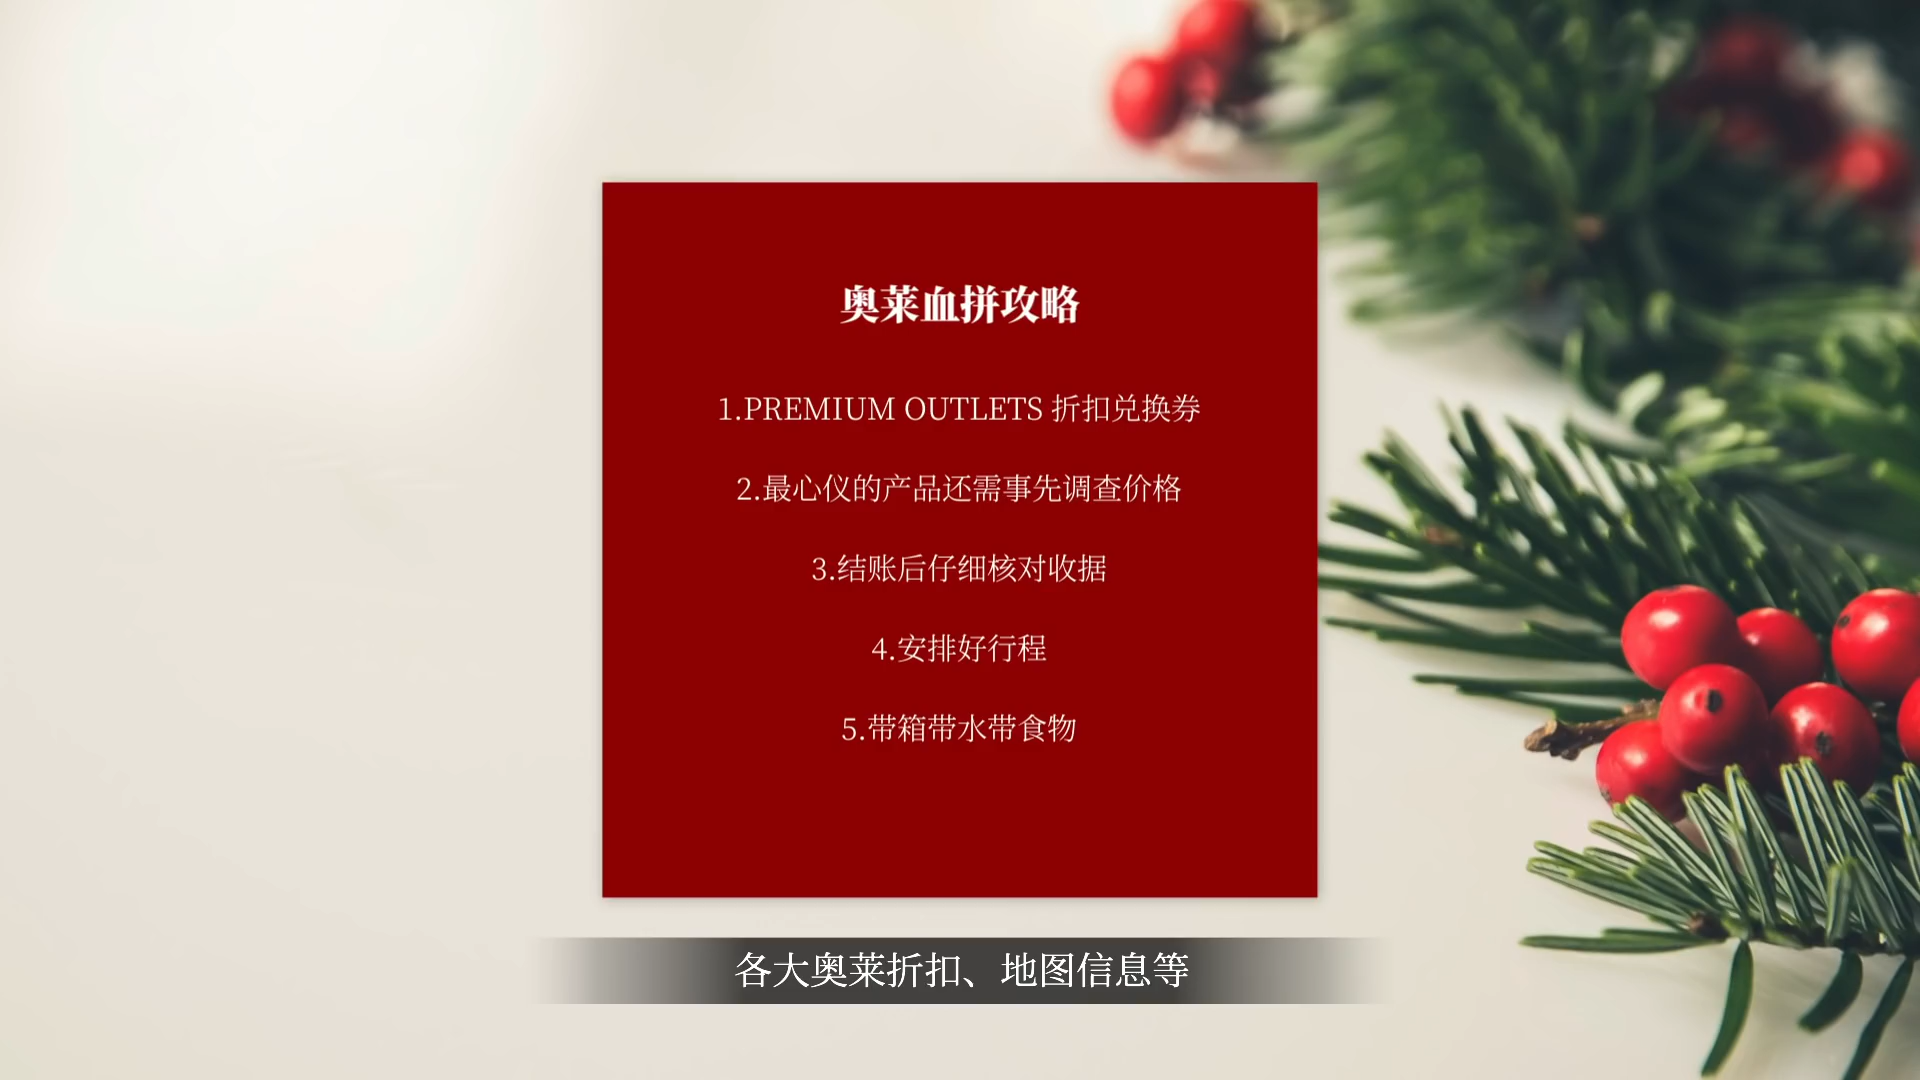 奥莱血拼攻略
1.PREMIUM OUTLETS 折扣兑换券
2.最心仪的产品还需事先调查价格
3.结账后仔细核对收据
4.安排好行程
5.带箱带水带食物
各大奥莱折扣、地图信息等